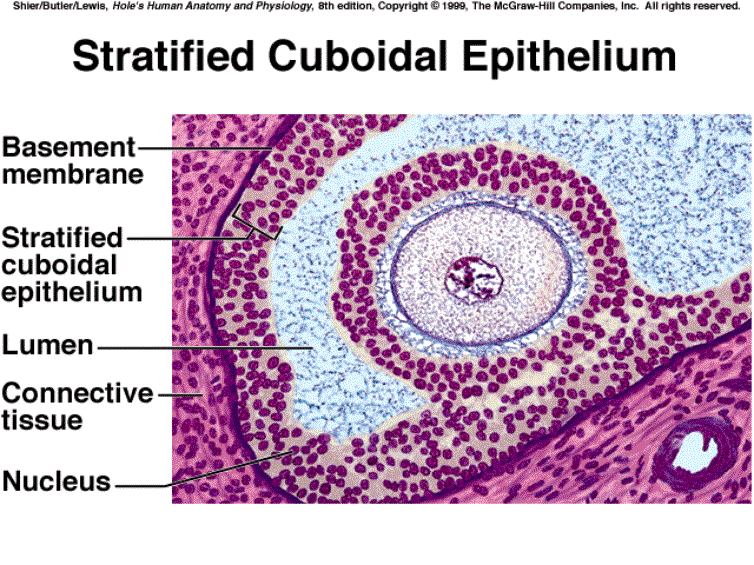 Shier/Butler/Lewis, Hole's Human Anatomy and Physiology, 8th edition, Copyright © 1999, The McGraw-Hill Companies, Inc. All rights reserved.
Stratified Cuboidal Epithelium
Basement
membrane
Stratified
cuboidal
epithelium
Lumen
Connective
tissue
Nucleus